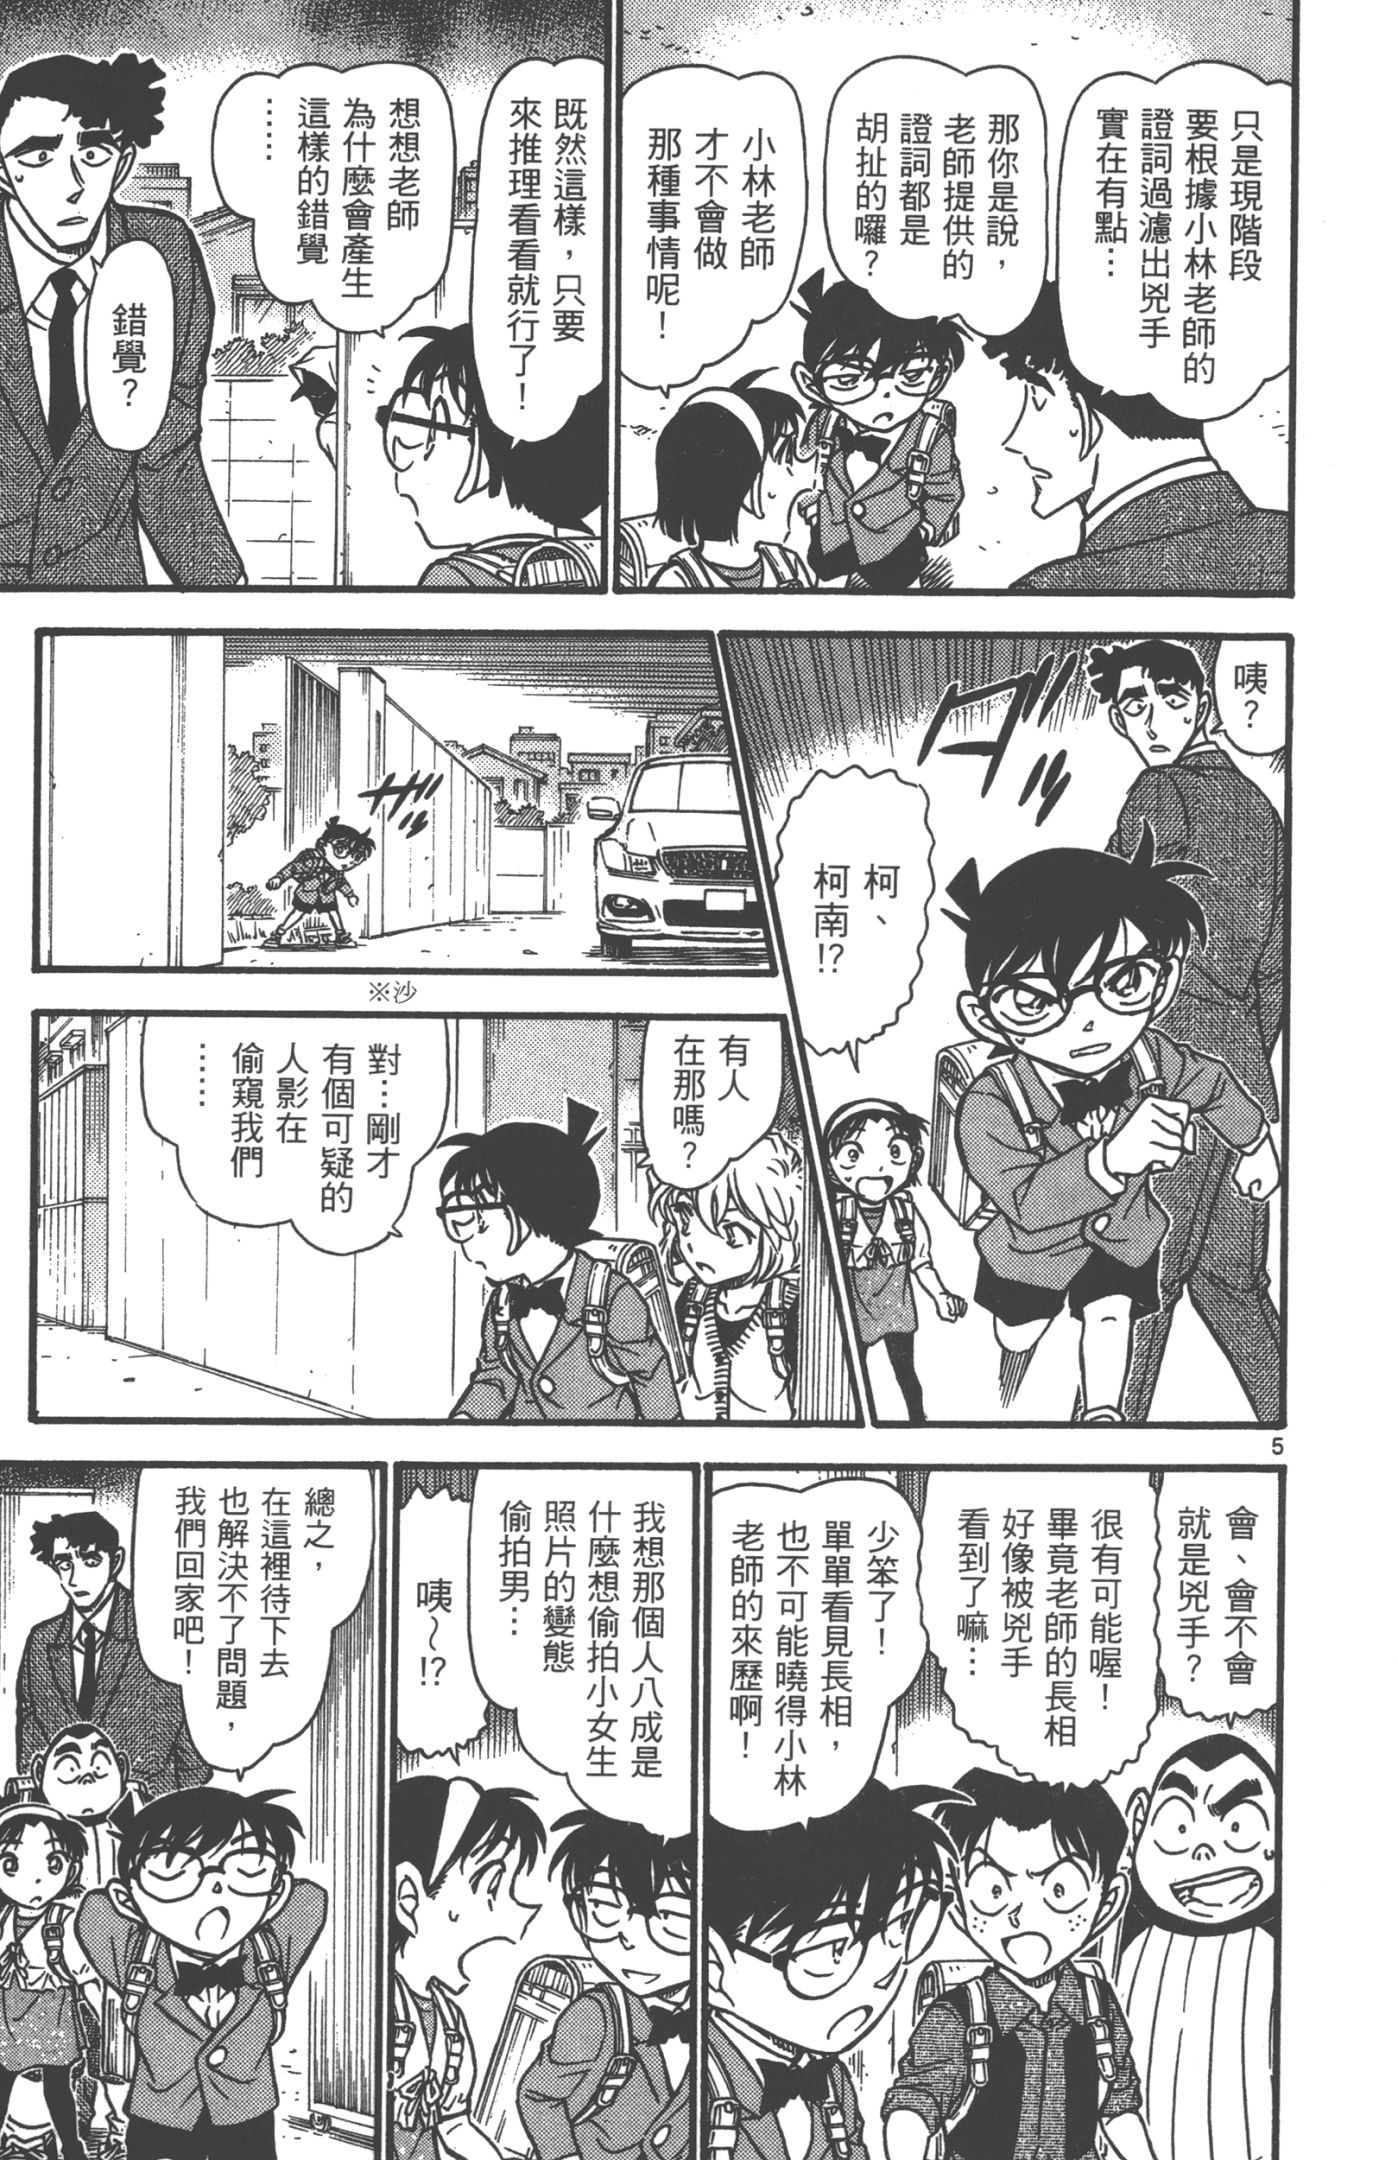 只是現階段
要根據小林老師的
證詞過濾出兇手
實在有點…
那你是說，
老師提供的
證詞都是
胡扯的囉？
小林老師
才不會做
那種事情呢！
既然這樣，只要
來推理看看就行了！
想想老師
為什麼會產生
這樣的錯覺
……
錯覺？
咦？
ダッ
柯、
柯南!?
ザザッ
※沙
有人
在那嗎？
對…剛才
有個可疑的
人影在
偷窺我們
……
5
會、會不會
就是兇手？
很有可能喔！
畢竟老師的長相
好像被兇手
看到了嘛…
少笨了！
單單看見長相，
也不可能曉得小林
老師的來歷啊！
我想那個人八成是
什麼想偷拍小女生
照片的變態
偷拍男…
咦～!?
總之，
在這裡待下去
也解決不了問題，
我們回家吧！